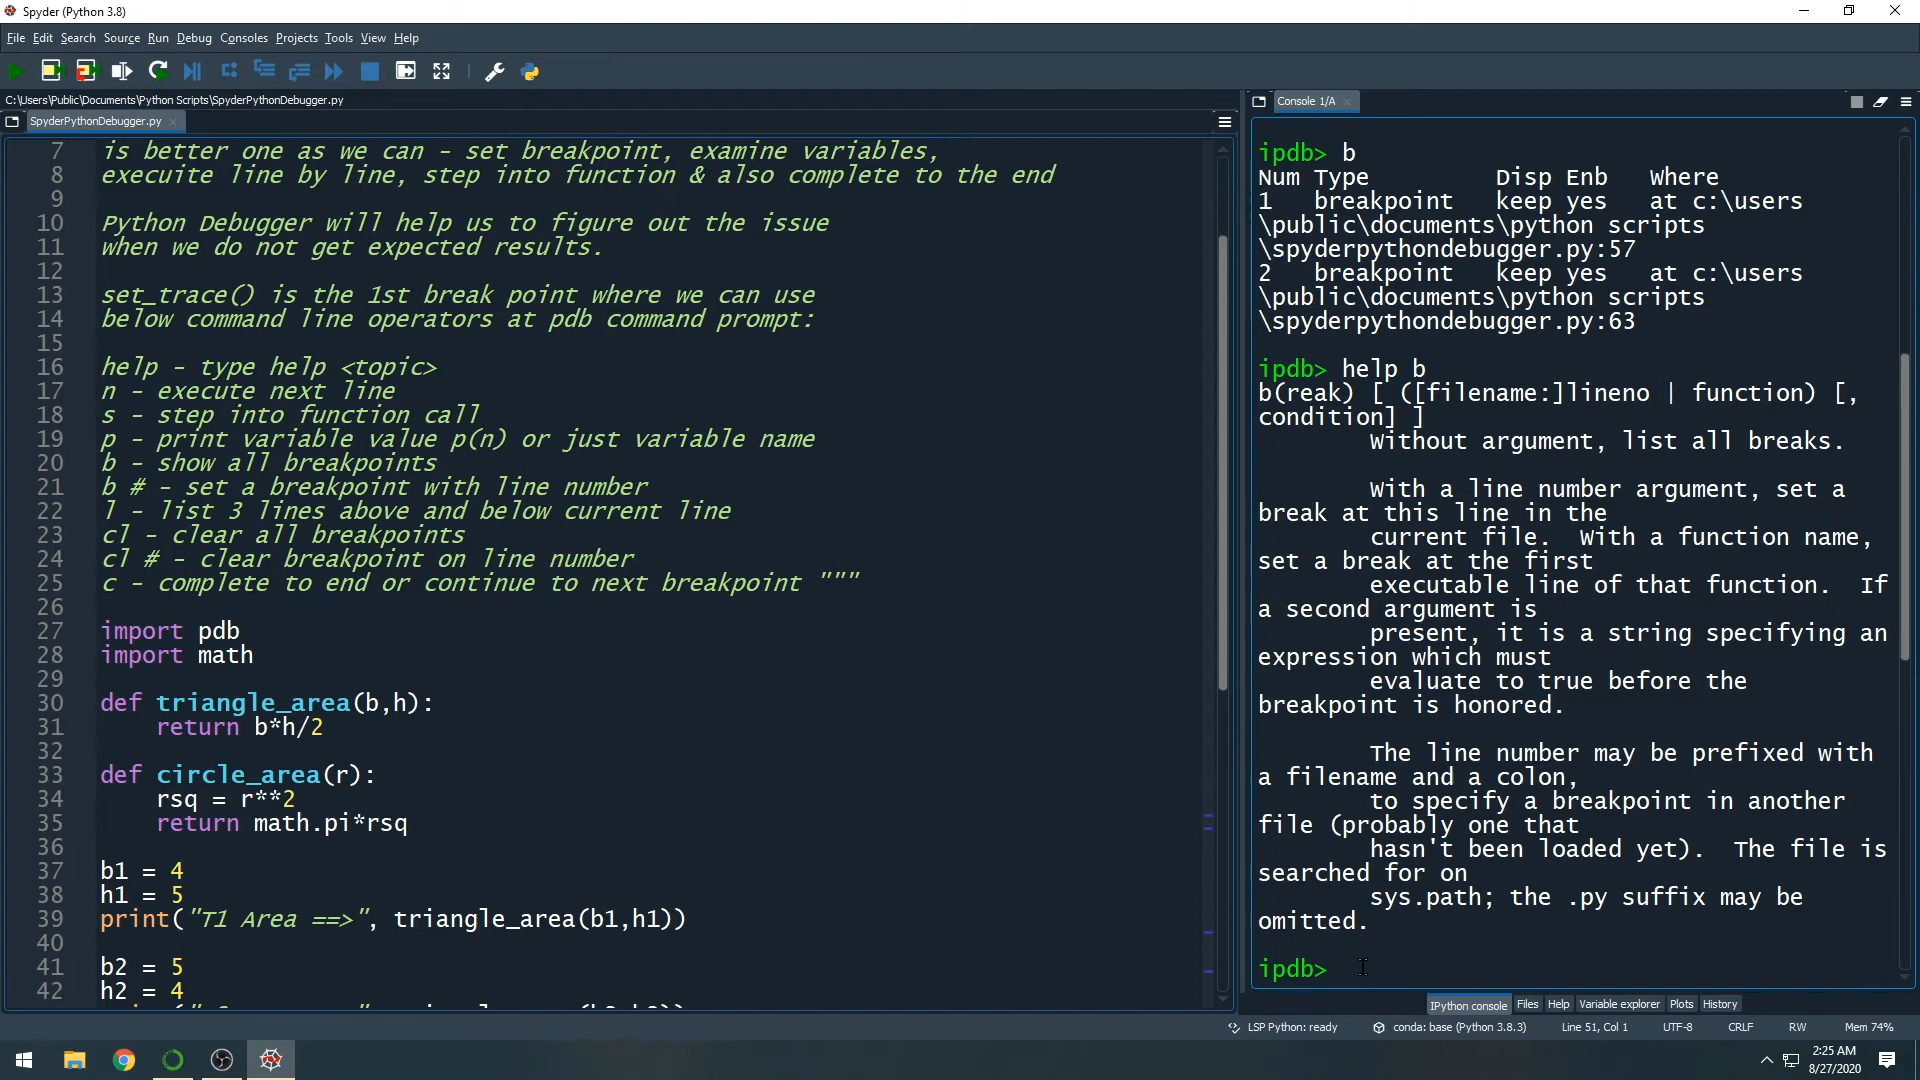 Spyder (Python 3.8)
File Edit Search Source Run Debug Consoles Projects Tools View Help
C:\Users\Public\Documents\Python Scripts\SpyderPythonDebugger.py
SpyderPythonDebugger.py
7 is better one as we can - set breakpoint, examine variables,
8 execuite line by line, step into function & also complete to the end
9
10 Python Debugger will help us to figure out the issue
11 when we do not get expected results.
12
13 set_trace() is the 1st break point where we can use
14 below command line operators at pdb command prompt:
15
16 help - type help <topic>
17 n - execute next line
18 s - step into function call
19 p - print variable value p(n) or just variable name
20 b - show all breakpoints
21 b # - set a breakpoint with line number
22 l - list 3 lines above and below current line
23 cl - clear all breakpoints
24 cl # - clear breakpoint on line number
25 c - complete to end or continue to next breakpoint """
26
27 import pdb
28 import math
29
30 def triangle_area(b,h):
31 return b*h/2
32
33 def circle_area(r):
34 rsq = r**2
35 return math.pi*rsq
36
37 b1 = 4
38 h1 = 5
39 print("T1 Area ==>", triangle_area(b1,h1))
40
41 b2 = 5
42 h2 = 4
Console 1/A
ipdb> b
Num Type Disp Enb Where
1 breakpoint keep yes at c:\users
\public\documents\python scripts
\spyderpythondebugger.py:57
2 breakpoint keep yes at c:\users
\public\documents\python scripts
\spyderpythondebugger.py:63
ipdb> help b
b(reak) [ ([filename:]lineno | function) [,
condition] ]
Without argument, list all breaks.
With a line number argument, set a
break at this line in the
current file. With a function name,
set a break at the first
executable line of that function. If
a second argument is
present, it is a string specifying an
expression which must
evaluate to true before the
breakpoint is honored.
The line number may be prefixed with
a filename and a colon,
to specify a breakpoint in another
file (probably one that
hasn't been loaded yet). The file is
searched for on
sys.path; the .py suffix may be
omitted.
ipdb>
IPython console Files Help Variable explorer Plots History
LSP Python: ready conda: base (Python 3.8.3) Line 51, Col 1 UTF-8 CRLF RW Mem 74%
2:25 AM
8/27/2020